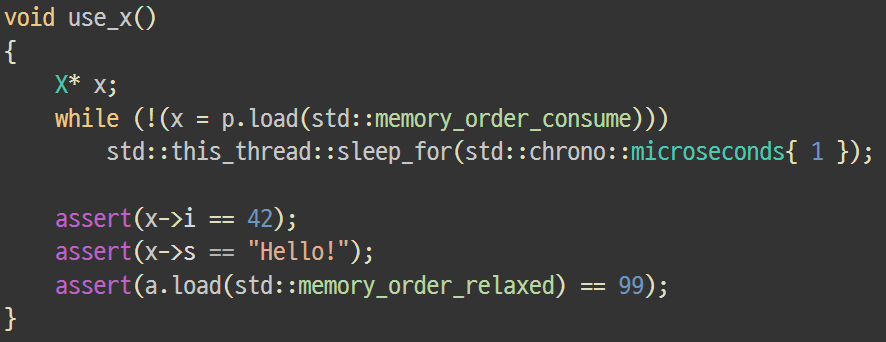 void use_x()
{
    X* x;
    while (!(x = p.load(std::memory_order_consume)))
        std::this_thread::sleep_for(std::chrono::microseconds{ 1 });

    assert(x->i == 42);
    assert(x->s == "Hello!");
    assert(a.load(std::memory_order_relaxed) == 99);
}